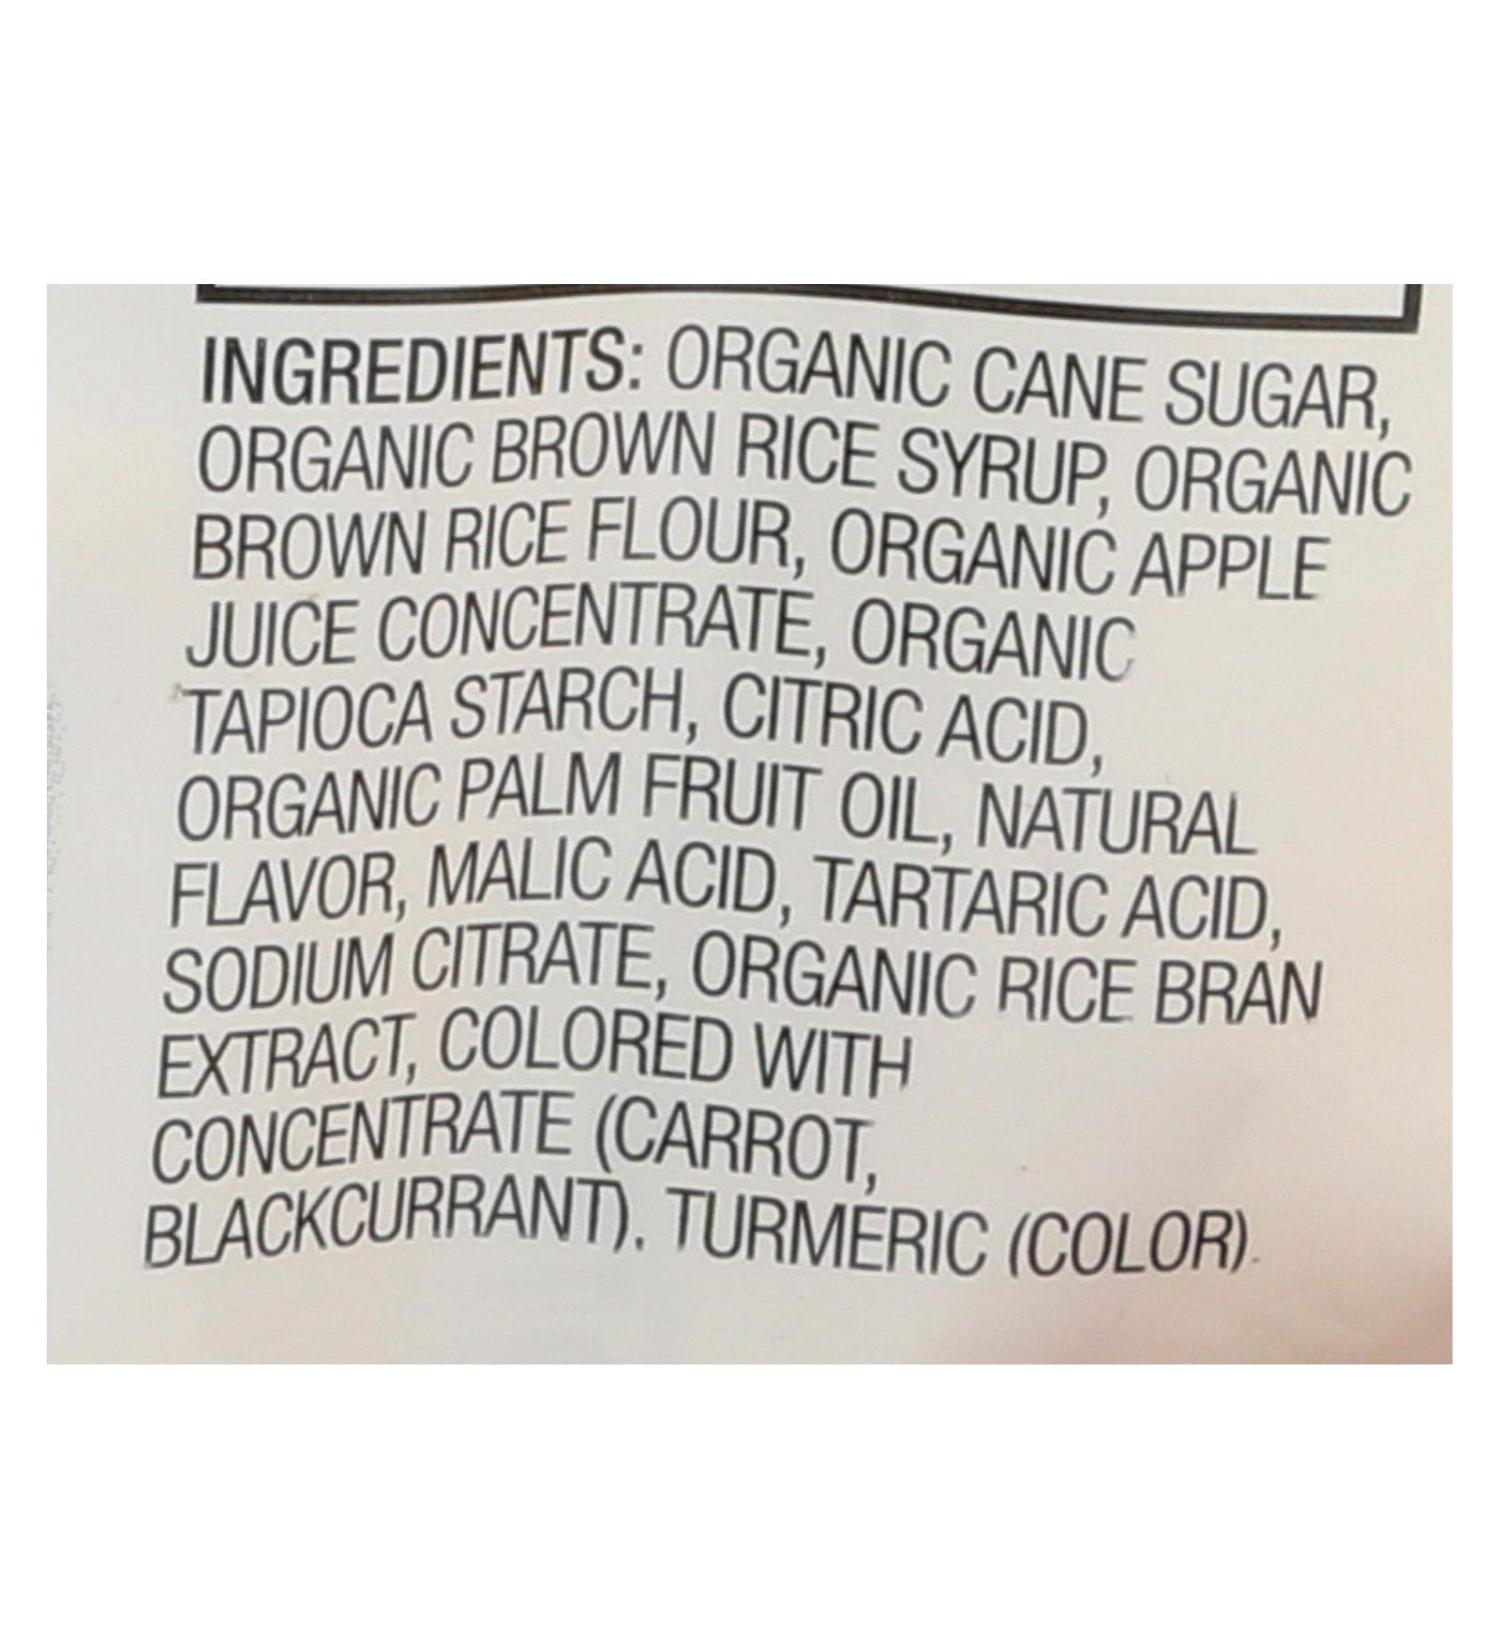 INGREDIENTS: ORGANIC CANE SUGAR,
ORGANIC BROWN RICE SYRUP, ORGANIC
BROWN RICE FLOUR, ORGANIC APPLE
JUICE CONCENTRATE, ORGANIC
TAPIOCA STARCH, CITRIC ACID,
ORGANIC PALM FRUIT OIL, NATURAL
FLAVOR, MALIC ACID, TARTARIC ACID,
SODIUM CITRATE, ORGANIC RICE BRAN
EXTRACT, COLORED WITH
CONCENTRATE (CARROT,
BLACKCURRANT). TURMERIC (COLOR).